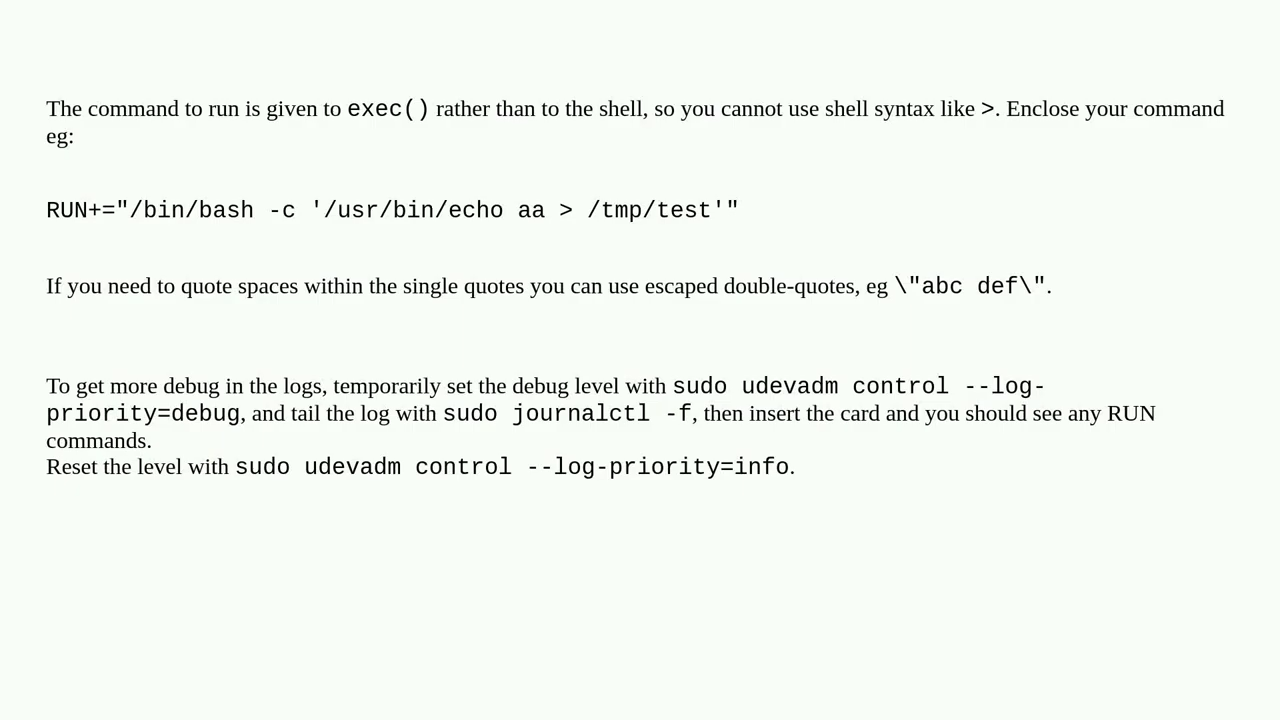 The command to run is given to exec() rather than to the shell, so you cannot use shell syntax like >. Enclose your command
eg:
RUN+="/bin/bash -c '/usr/bin/echo aa > /tmp/test'"
If you need to quote spaces within the single quotes you can use escaped double-quotes, eg \"abc def\".
To get more debug in the logs, temporarily set the debug level with sudo udevadm control --log-
priority=debug, and tail the log with sudo journalctl -f, then insert the card and you should see any RUN
commands.
Reset the level with sudo udevadm control --log-priority=info.